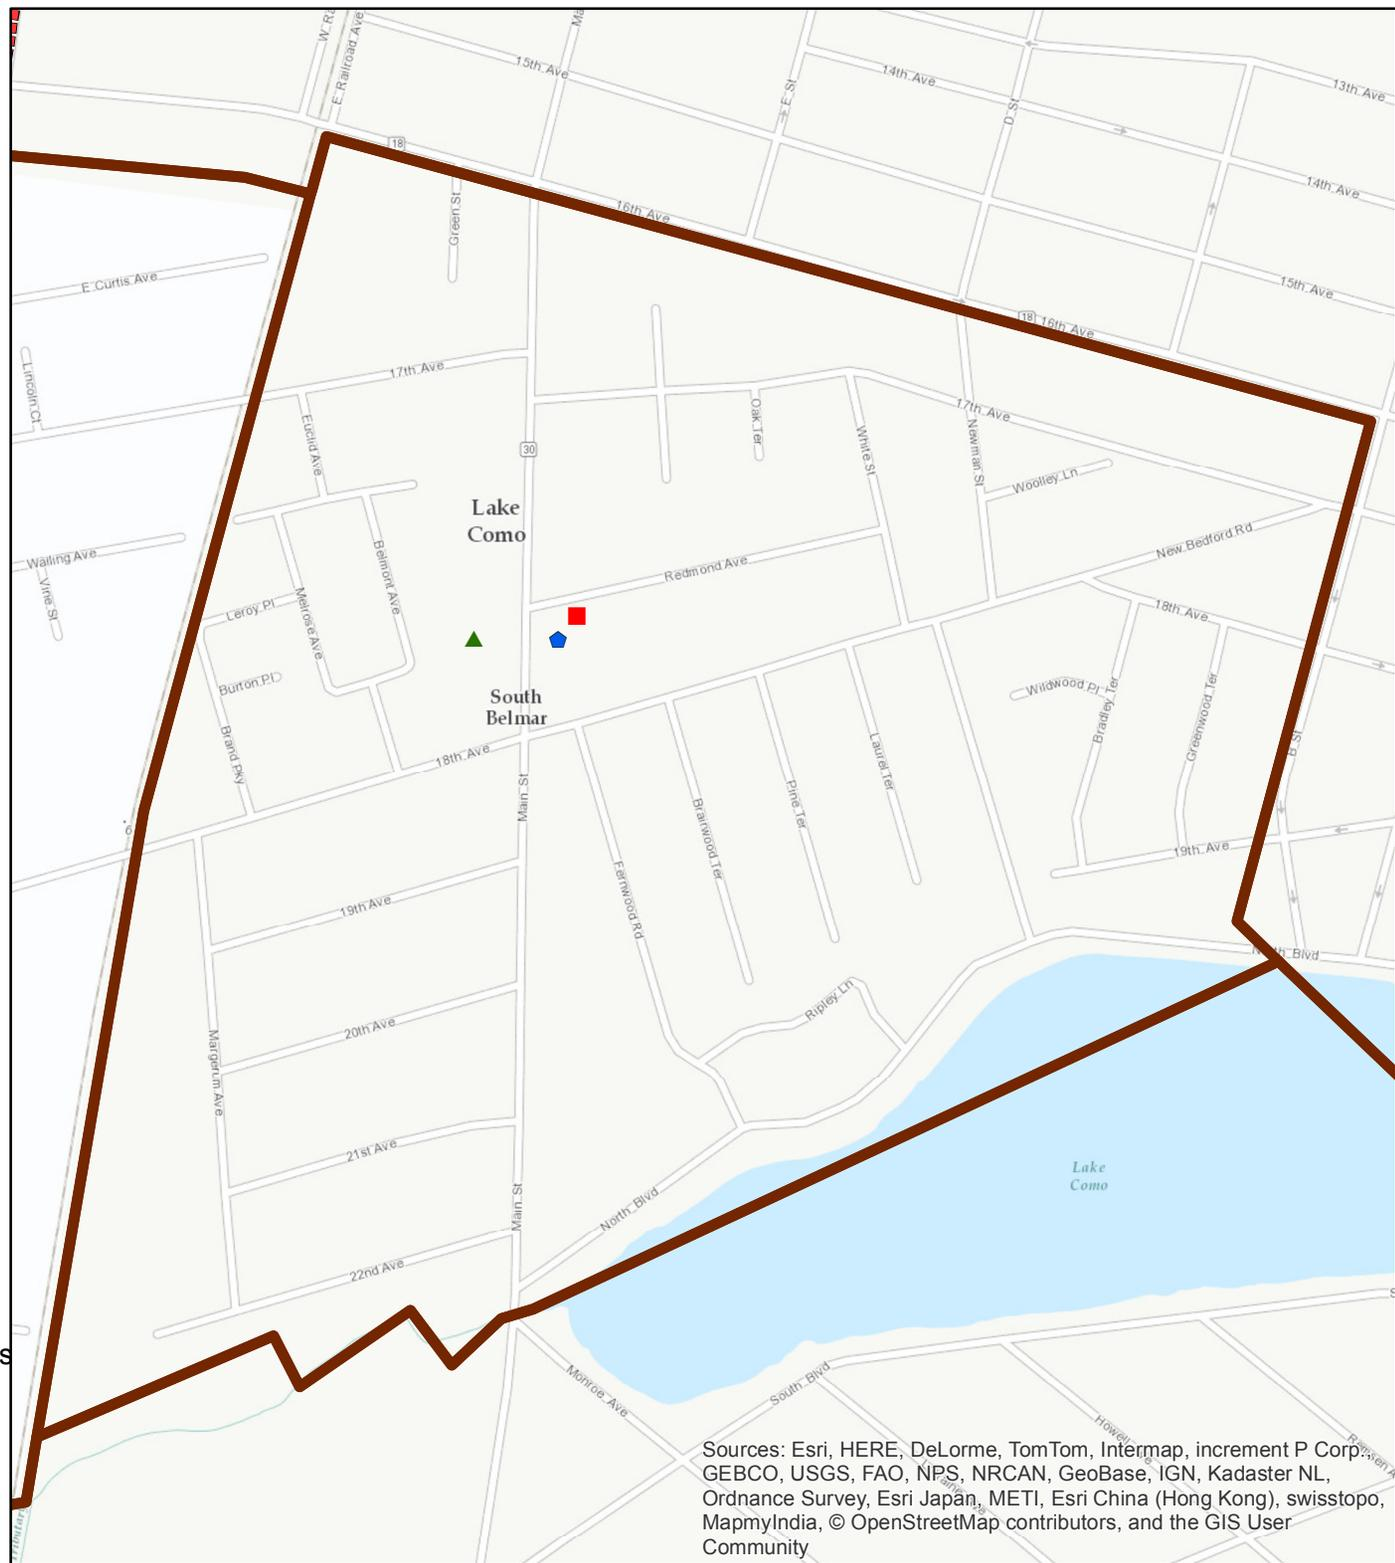 E Railroad Ave
15th Ave
E St
14th Ave
D St
13th Ave
18
Green St
16th Ave
14th Ave
15th Ave
E Curtis Ave
18
16th Ave
Lincoln Ct
17th Ave
Euclid Ave
30
Oak Ter
White St
17th Ave
Newman St
Woolley Ln
Lake
Como
Walling Ave
Vine St
Belmont Ave
Redmond Ave
New Bedford Rd
Leroy Pl
Melrose Ave
18th Ave
Burton Pl
South
Belmar
Wildwood Pl
Bradley Ter
Greenwood Ter
B St
Brand Pky
18th Ave
Main St
Laurel Ter
Pine Ter
Brairwood Ter
6
19th Ave
19th Ave
Fernwood Rd
North Blvd
Ripley Ln
20th Ave
Margerum Ave
21st Ave
Lake
Como
Main St
North Blvd
22nd Ave
S
Monroe Ave
South Blvd
Sources: Esri, HERE, DeLorme, TomTom, Intermap, increment P Corp.,
GEBCO, USGS, FAO, NPS, NRCAN, GeoBase, IGN, Kadaster NL,
Ordnance Survey, Esri Japan, METI, Esri China (Hong Kong), swisstopo,
MapmyIndia, © OpenStreetMap contributors, and the GIS User
Community